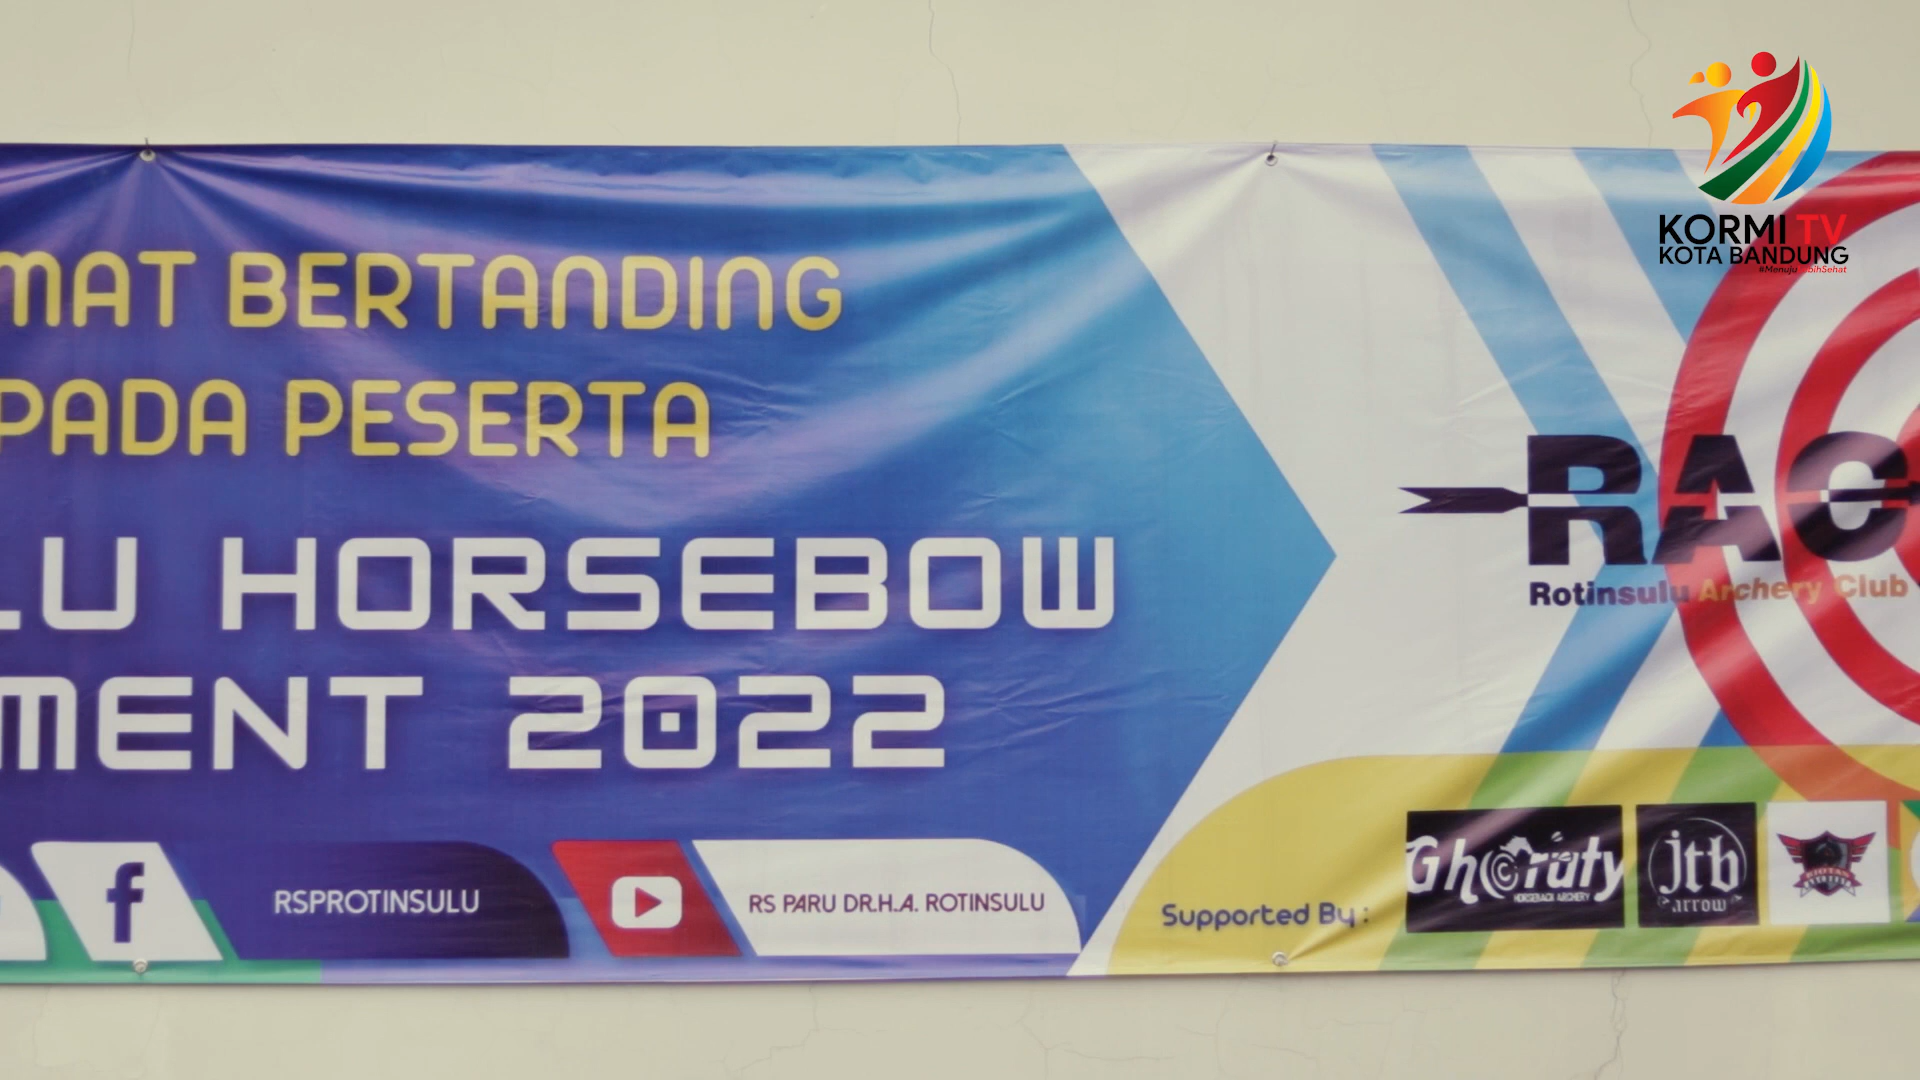 KORMI TV
KOTA BANDUNG
MAT BERTANDING
PADA PESERTA
LU HORSEBOW
MENT 2022
RAC
Rotinsulu Archery Club
f
RSPROTINSULU
RS PARU DR.H.A. ROTINSULU
Supported By :
Ghoruty
HORSEBACK ARCHERY
jtb
arrow